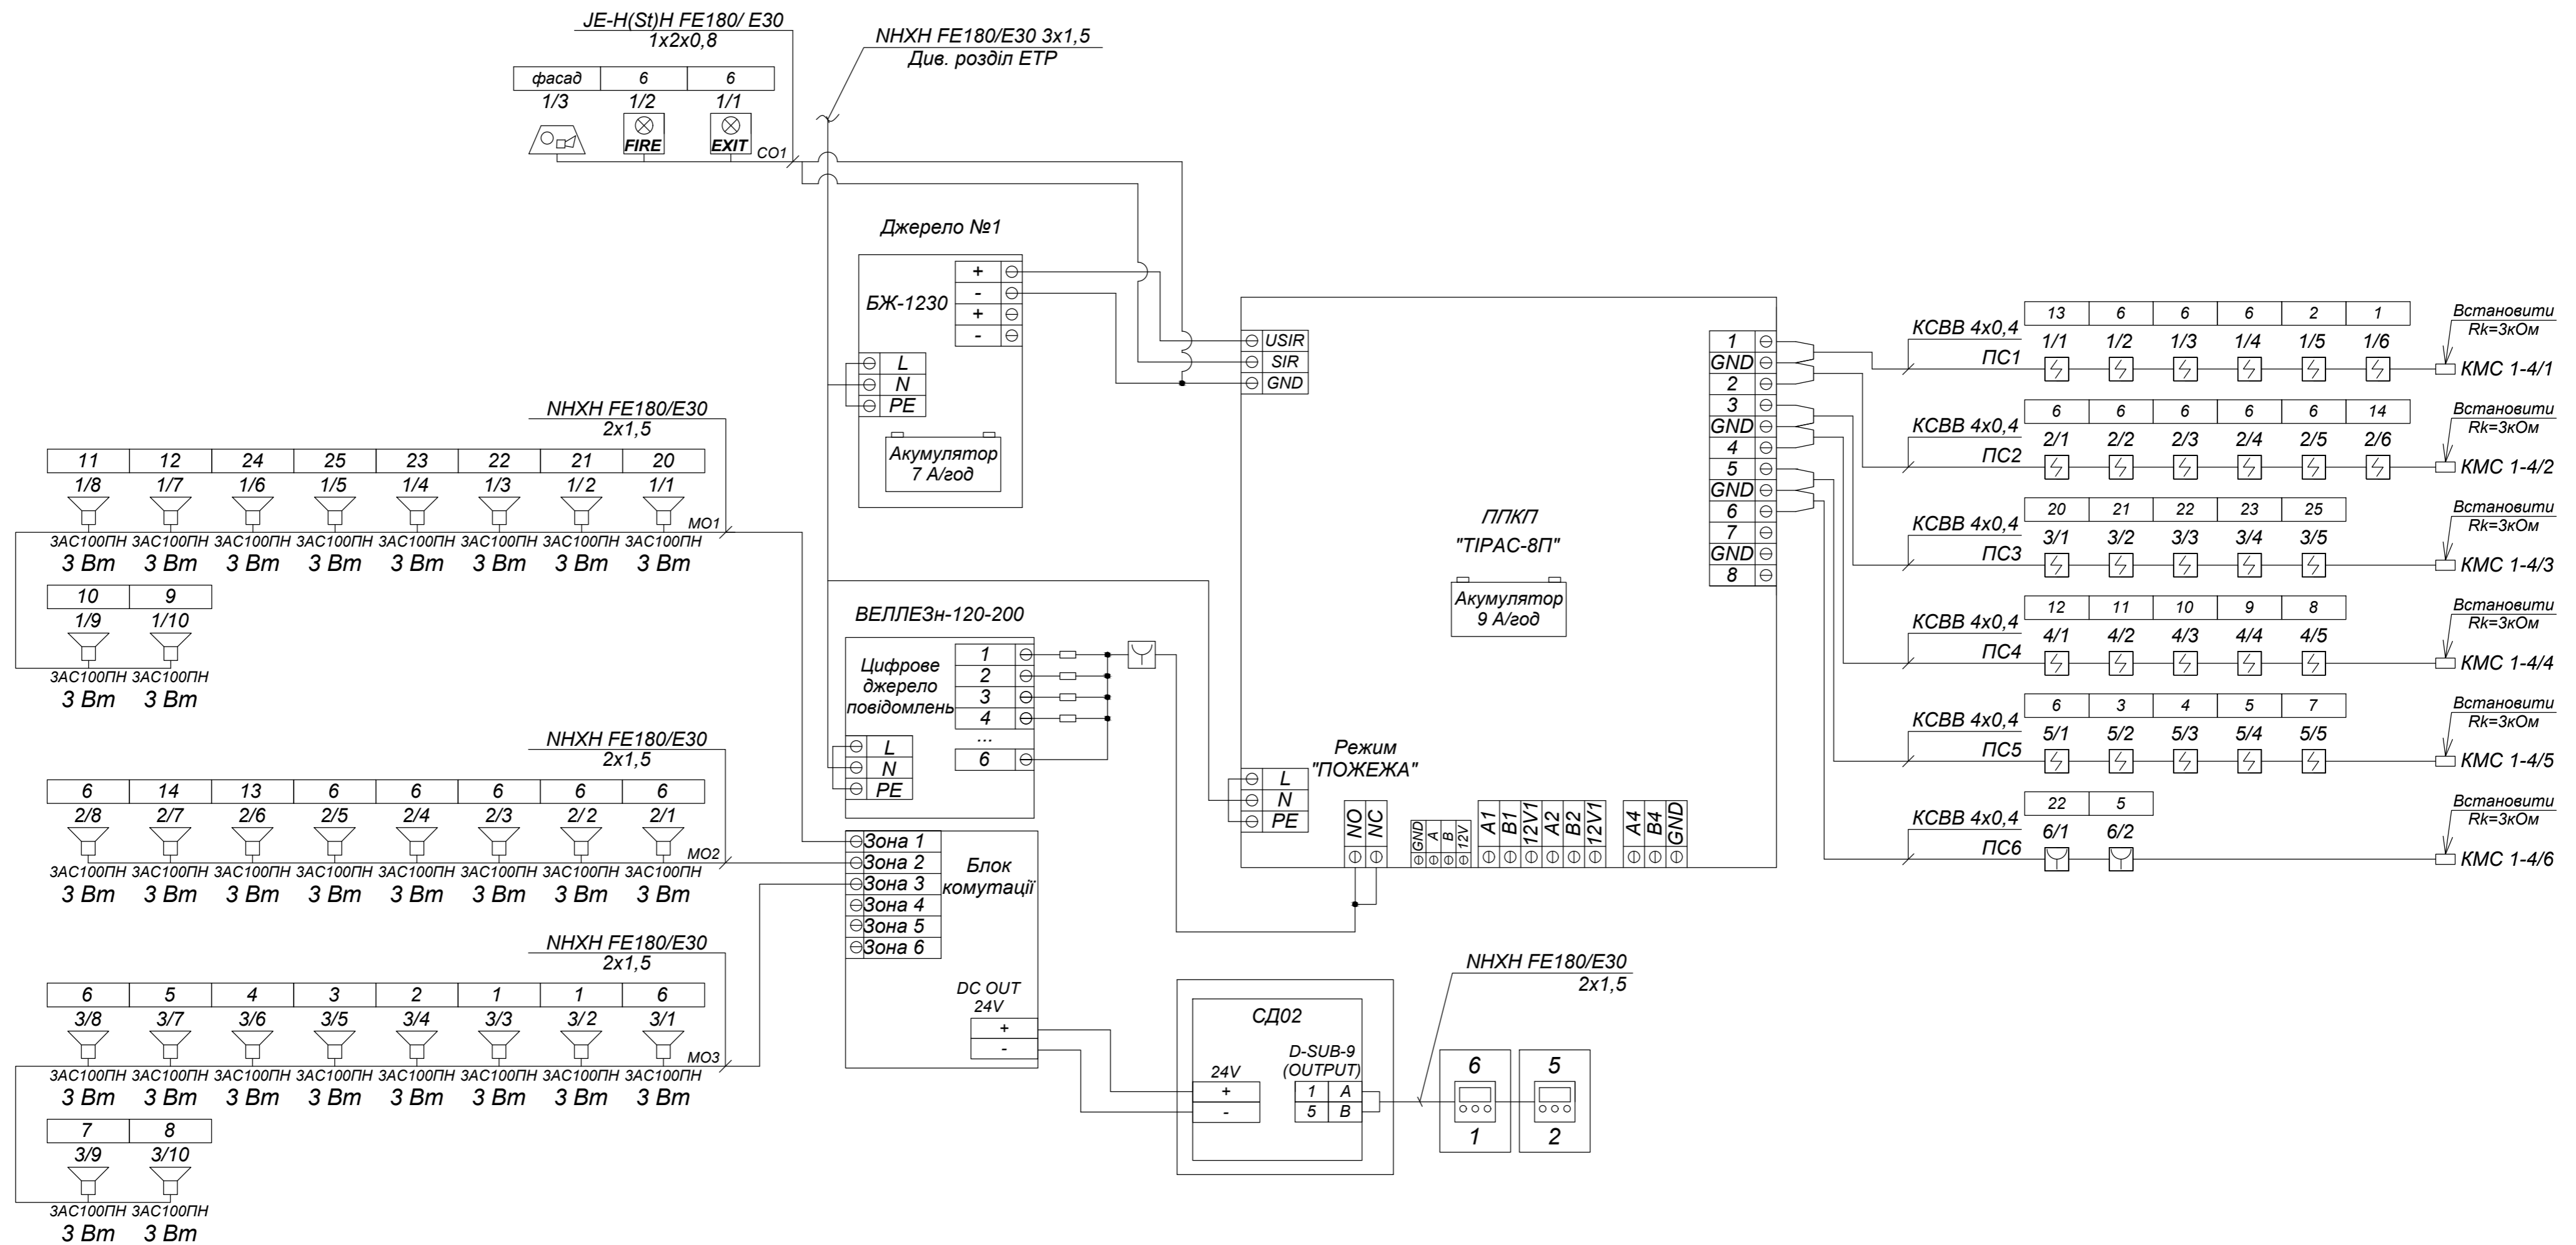 JE-H(St)H FE180/ E30
1x2x0,8
NHXH FE180/E30 3x1,5
Див. розділ ЕТР
фасад 6 6
1/3 1/2 1/1
FIRE EXIT
СО1
Джерело №1
БЖ-1230
+
-
+
-
L
N
PE
Акумулятор
7 А/год
NHXH FE180/E30
2x1,5
11 12 24 25 23 22 21 20
1/8 1/7 1/6 1/5 1/4 1/3 1/2 1/1
МО1
3АС100ПН 3АС100ПН 3АС100ПН 3АС100ПН 3АС100ПН 3АС100ПН 3АС100ПН 3АС100ПН
3 Вт 3 Вт 3 Вт 3 Вт 3 Вт 3 Вт 3 Вт 3 Вт
10 9
1/9 1/10
3АС100ПН 3АС100ПН
3 Вт 3 Вт
NHXH FE180/E30
2x1,5
6 14 13 6 6 6 6 6
2/8 2/7 2/6 2/5 2/4 2/3 2/2 2/1
МО2
3АС100ПН 3АС100ПН 3АС100ПН 3АС100ПН 3АС100ПН 3АС100ПН 3АС100ПН 3АС100ПН
3 Вт 3 Вт 3 Вт 3 Вт 3 Вт 3 Вт 3 Вт 3 Вт
NHXH FE180/E30
2x1,5
6 5 4 3 2 1 1 6
3/8 3/7 3/6 3/5 3/4 3/3 3/2 3/1
МО3
3АС100ПН 3АС100ПН 3АС100ПН 3АС100ПН 3АС100ПН 3АС100ПН 3АС100ПН 3АС100ПН
3 Вт 3 Вт 3 Вт 3 Вт 3 Вт 3 Вт 3 Вт 3 Вт
7 8
3/9 3/10
3АС100ПН 3АС100ПН
3 Вт 3 Вт
ВЕЛЛЕЗн-120-200
Цифрове
джерело
повідомлень
1
2
3
4
...
6
L
N
PE
Зона 1
Зона 2
Зона 3
Зона 4
Зона 5
Зона 6
Блок
комутації
DC OUT
24V
+
-
USIR
SIR
GND
ППКП
"ТІРАС-8П"
Акумулятор
9 А/год
Режим
"ПОЖЕЖА"
L
N
PE
NO NC
GND A B 12V
A1 B1 12V1 A2 B2 12V1
A4 B4 GND
1
GND
2
3
GND
4
5
GND
6
7
GND
8
СД02
24V
+
-
D-SUB-9
(OUTPUT)
1 A
5 B
NHXH FE180/E30
2x1,5
6 5
1 2
КСВВ 4х0,4
ПС1
13 6 6 6 2 1
1/1 1/2 1/3 1/4 1/5 1/6
Встановити
Rk=3кОм
КМС 1-4/1
КСВВ 4х0,4
ПС2
6 6 6 6 6 14
2/1 2/2 2/3 2/4 2/5 2/6
Встановити
Rk=3кОм
КМС 1-4/2
КСВВ 4х0,4
ПС3
20 21 22 23 25
3/1 3/2 3/3 3/4 3/5
Встановити
Rk=3кОм
КМС 1-4/3
КСВВ 4х0,4
ПС4
12 11 10 9 8
4/1 4/2 4/3 4/4 4/5
Встановити
Rk=3кОм
КМС 1-4/4
КСВВ 4х0,4
ПС5
6 3 4 5 7
5/1 5/2 5/3 5/4 5/5
Встановити
Rk=3кОм
КМС 1-4/5
КСВВ 4х0,4
ПС6
22 5
6/1 6/2
Встановити
Rk=3кОм
КМС 1-4/6